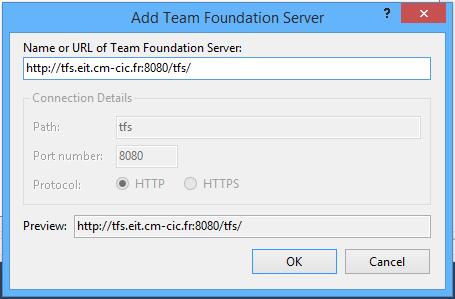 Add Team Foundation Server
?
Name or URL of Team Foundation Server:
http://tfs.eit.cm-cic.fr:8080/tfs/
Connection Details
Path: tfs
Port number: 8080
Protocol: HTTP HTTPS
Preview: http://tfs.eit.cm-cic.fr:8080/tfs/
OK Cancel